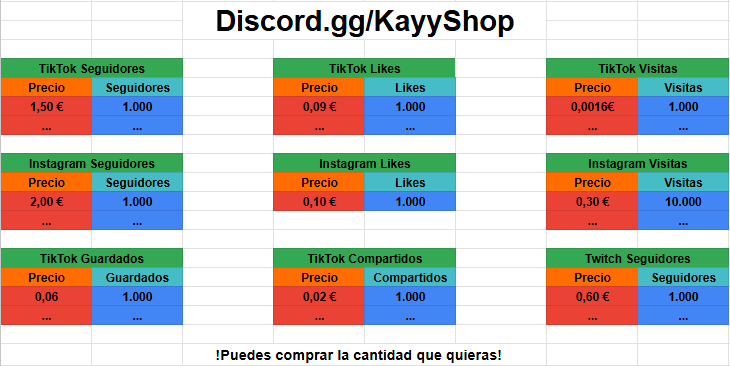 Discord.gg/KayyShop
TikTok Seguidores TikTok Likes TikTok Visitas
Precio Seguidores Precio Likes Precio Visitas
1,50 € 1.000 0,09 € 1.000 0,0016€ 1.000
... ... ... ... ... ...
Instagram Seguidores Instagram Likes Instagram Visitas
Precio Seguidores Precio Likes Precio Visitas
2,00 € 1.000 0,10 € 1.000 0,30 € 10.000
... ... ... ...
TikTok Guardados TikTok Compartidos Twitch Seguidores
Precio Guardados Precio Compartidos Precio Seguidores
0,06 1.000 0,02 € 1.000 0,60 € 1.000
... ... ... ... ... ...
!Puedes comprar la cantidad que quieras!